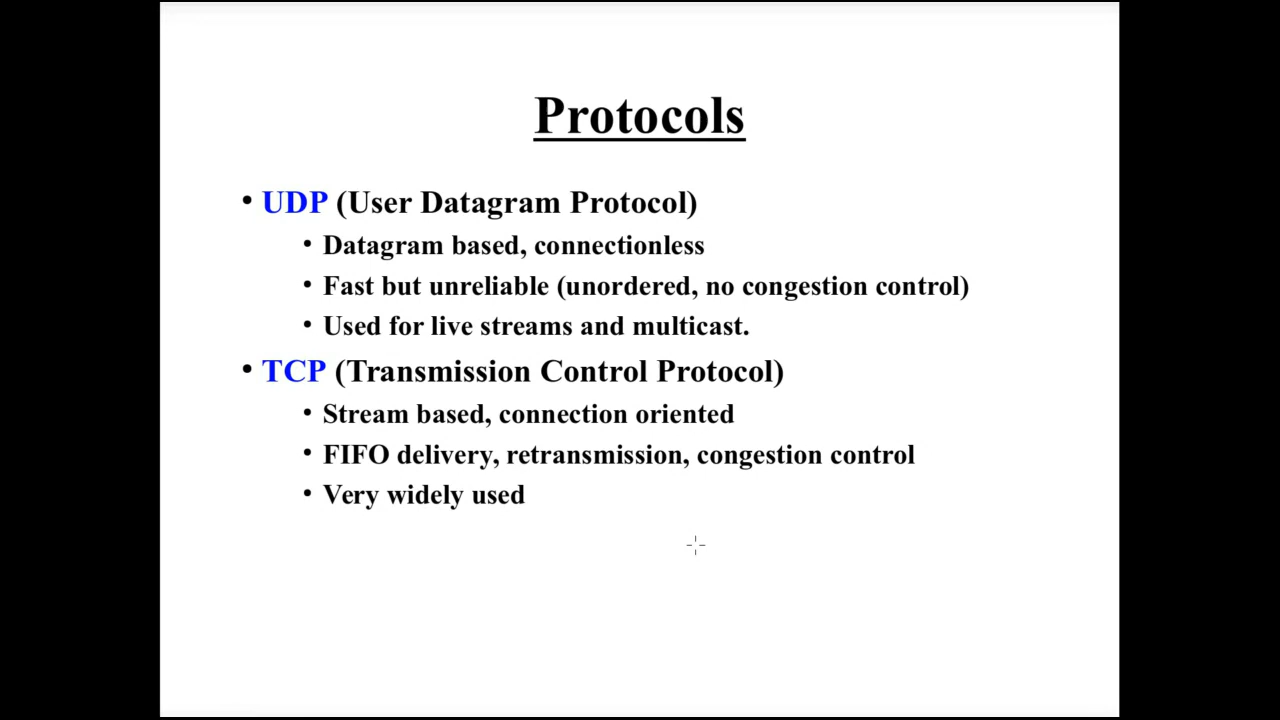 Protocols
• UDP (User Datagram Protocol)
• Datagram based, connectionless
• Fast but unreliable (unordered, no congestion control)
• Used for live streams and multicast.
• TCP (Transmission Control Protocol)
• Stream based, connection oriented
• FIFO delivery, retransmission, congestion control
• Very widely used